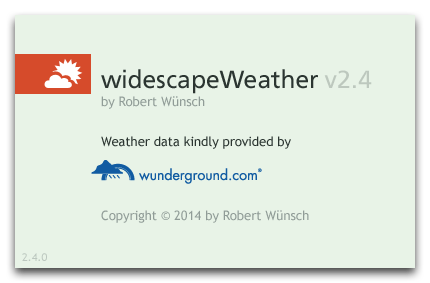 widescapeWeather v2.4
by Robert Wünsch
Weather data kindly provided by
wunderground.com®
Copyright © 2014 by Robert Wünsch
2.4.0